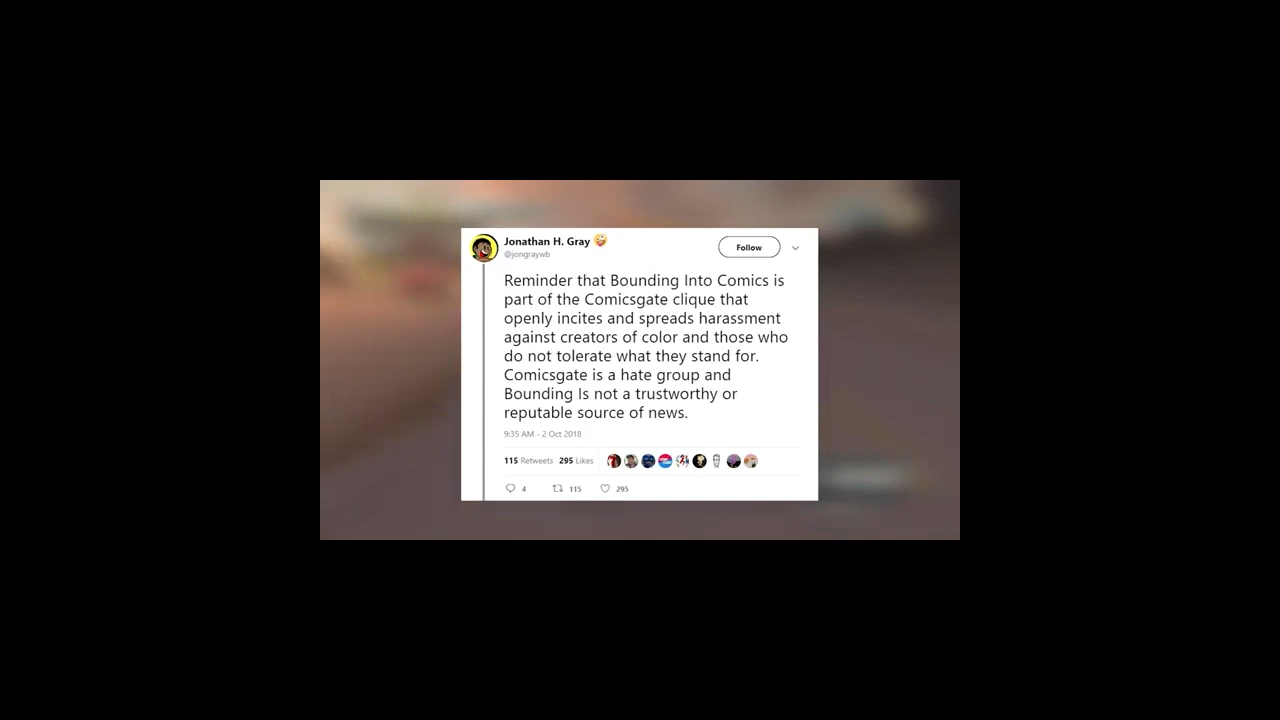 Jonathan H. Gray 🤪
@jongraywb
Follow
Reminder that Bounding Into Comics is
part of the Comicsgate clique that
openly incites and spreads harassment
against creators of color and those who
do not tolerate what they stand for.
Comicsgate is a hate group and
Bounding Is not a trustworthy or
reputable source of news.
9:35 AM - 2 Oct 2018
115 Retweets 295 Likes
4 115 295